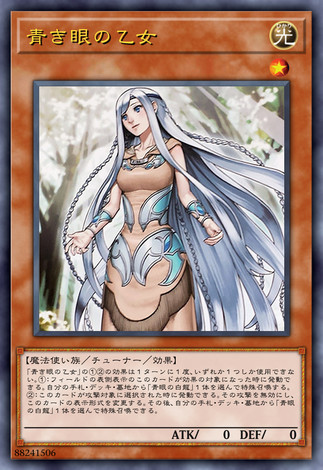 青き眼の乙女
光
【魔法使い族／チューナー／効果】
「青き眼の乙女」の①②の効果は１ターンに１度、いずれか１つしか使用できな
い。①：フィールドの表側表示のこのカードが効果の対象になった時に発動で
きる。自分の手札・デッキ・墓地から「青眼の白龍」１体を選んで特殊召喚する。
②：このカードが攻撃対象に選択された時に発動できる。その攻撃を無効にし、
このカードの表示形式を変更する。その後、自分の手札・デッキ・墓地から「青眼
の白龍」１体を選んで特殊召喚できる。
ATK/ 0 DEF/ 0
88241506